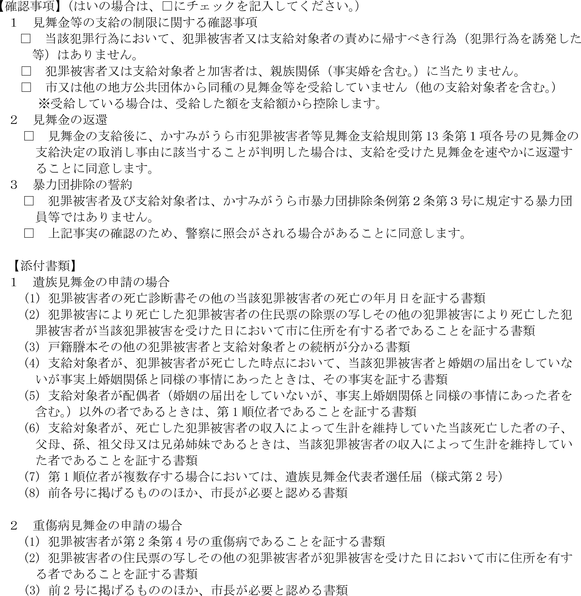 【確認事項】（はいの場合は、□にチェックを記入してください。）
１　見舞金等の支給の制限に関する確認事項
□　当該犯罪行為において、犯罪被害者又は支給対象者の責めに帰すべき行為（犯罪行為を誘発した
等）はありません。
□　犯罪被害者又は支給対象者と加害者は、親族関係（事実婚を含む。）に当たりません。
□　市又は他の地方公共団体から同種の見舞金等を受給していません（他の支給対象者を含む。）
※受給している場合は、受給した額を支給額から控除します。
２　見舞金の返還
□　見舞金の支給後に、かすみがうら市犯罪被害者等見舞金支給規則第13条第１項各号の見舞金の
支給決定の取消し事由に該当することが判明した場合は、支給を受けた見舞金を速やかに返還す
ることに同意します。
３　暴力団排除の誓約
□　犯罪被害者及び支給対象者は、かすみがうら市暴力団排除条例第２条第３号に規定する暴力団
員等ではありません。
□　上記事実の確認のため、警察に照会がされる場合があることに同意します。
【添付書類】
１　遺族見舞金の申請の場合
(1) 犯罪被害者の死亡診断書その他の当該犯罪被害者の死亡の年月日を証する書類
(2) 犯罪被害により死亡した犯罪被害者の住民票の除票の写しその他の犯罪被害により死亡した犯
罪被害者が当該犯罪被害を受けた日において市に住所を有する者であることを証する書類
(3) 戸籍謄本その他の犯罪被害者と支給対象者との続柄が分かる書類
(4) 支給対象者が、犯罪被害者が死亡した時点において、当該犯罪被害者と婚姻の届出をしていな
いが事実上婚姻関係と同様の事情にあったときは、その事実を証する書類
(5) 支給対象者が配偶者（婚姻の届出をしていないが、事実上婚姻関係と同様の事情にあった者を
含む。）以外の者であるときは、第１順位者であることを証する書類
(6) 支給対象者が、死亡した犯罪被害者の収入によって生計を維持していた当該死亡した者の子、
父母、孫、祖父母又は兄弟姉妹であるときは、当該犯罪被害者の収入によって生計を維持してい
た者であることを証する書類
(7) 第１順位者が複数存する場合においては、遺族見舞金代表者選任届（様式第２号）
(8) 前各号に掲げるもののほか、市長が必要と認める書類
２　重傷病見舞金の申請の場合
(1) 犯罪被害者が第２条第４号の重傷病であることを証する書類
(2) 犯罪被害者の住民票の写しその他の犯罪被害者が犯罪被害を受けた日において市に住所を有す
る者であることを証する書類
(3) 前２号に掲げるもののほか、市長が必要と認める書類